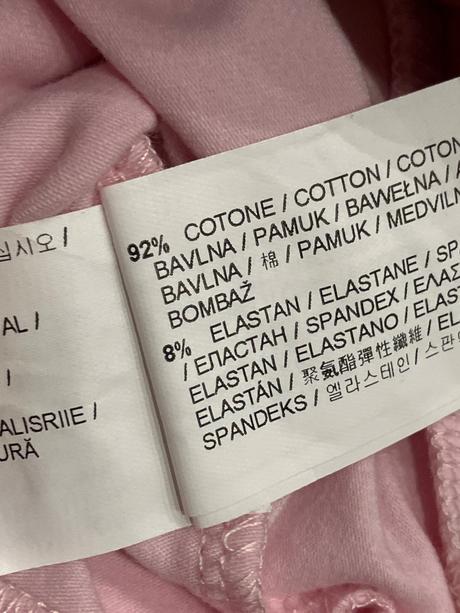 십시오 /
AL /
/
ALISRIIE /
URĂ
92% COTONE / COTTON / COTON
BAVLNA / PAMUK / BAWEŁNA /
BAVLNA / 棉 / PAMUK / MEDVILN
BOMBAŽ
8% ELASTAN / ELASTANE / SP
/ ЕЛАСТАН / SPANDEX / ΕΛΑΣ
ELASTAN / ELASTANO / ELAST
ELASTÁN / 聚氨酯彈性纖維 / EL
SPANDEKS / 엘라스테인 / 스판